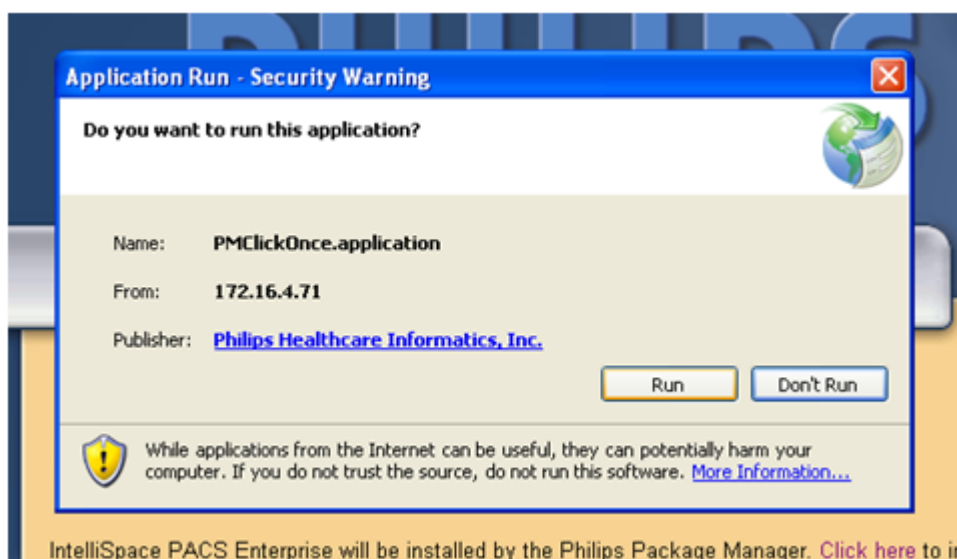 PHILIPS
Application Run - Security Warning
Do you want to run this application?
Name: PMClickOnce.application
From: 172.16.4.71
Publisher: Philips Healthcare Informatics, Inc.
Run Don't Run
While applications from the Internet can be useful, they can potentially harm your
computer. If you do not trust the source, do not run this software. More Information...
IntelliSpace PACS Enterprise will be installed by the Philips Package Manager. Click here to